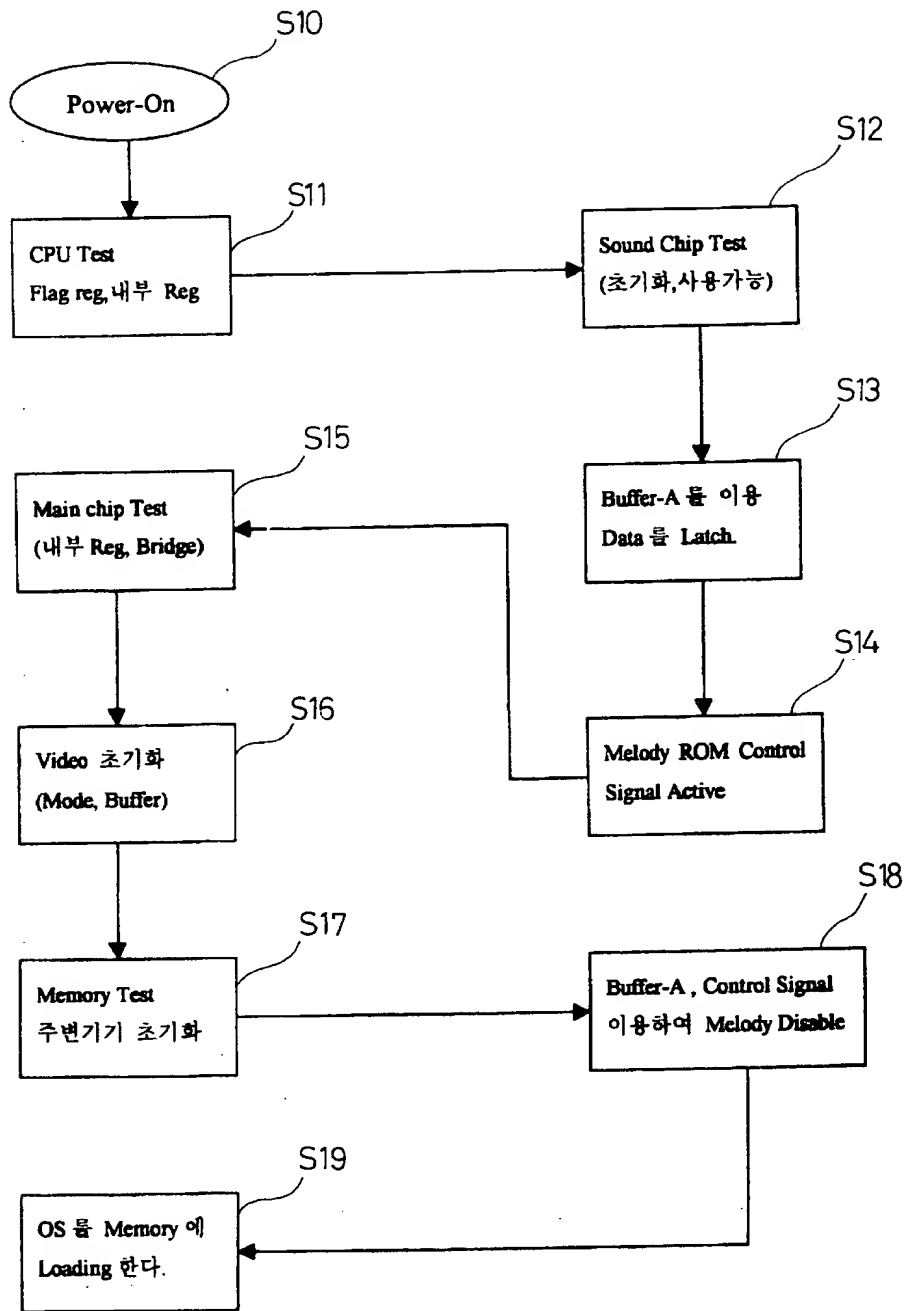 S10
Power-On
S11
CPU Test
Flag reg,내부 Reg
S12
Sound Chip Test
(초기화,사용가능)
S13
Buffer-A 를 이용
Data 를 Latch.
S14
Melody ROM Control
Signal Active
S15
Main chip Test
(내부 Reg, Bridge)
S16
Video 초기화
(Mode, Buffer)
S17
Memory Test
주변기기 초기화
S18
Buffer-A , Control Signal
이용하여 Melody Disable
S19
OS 를 Memory 에
Loading 한다.